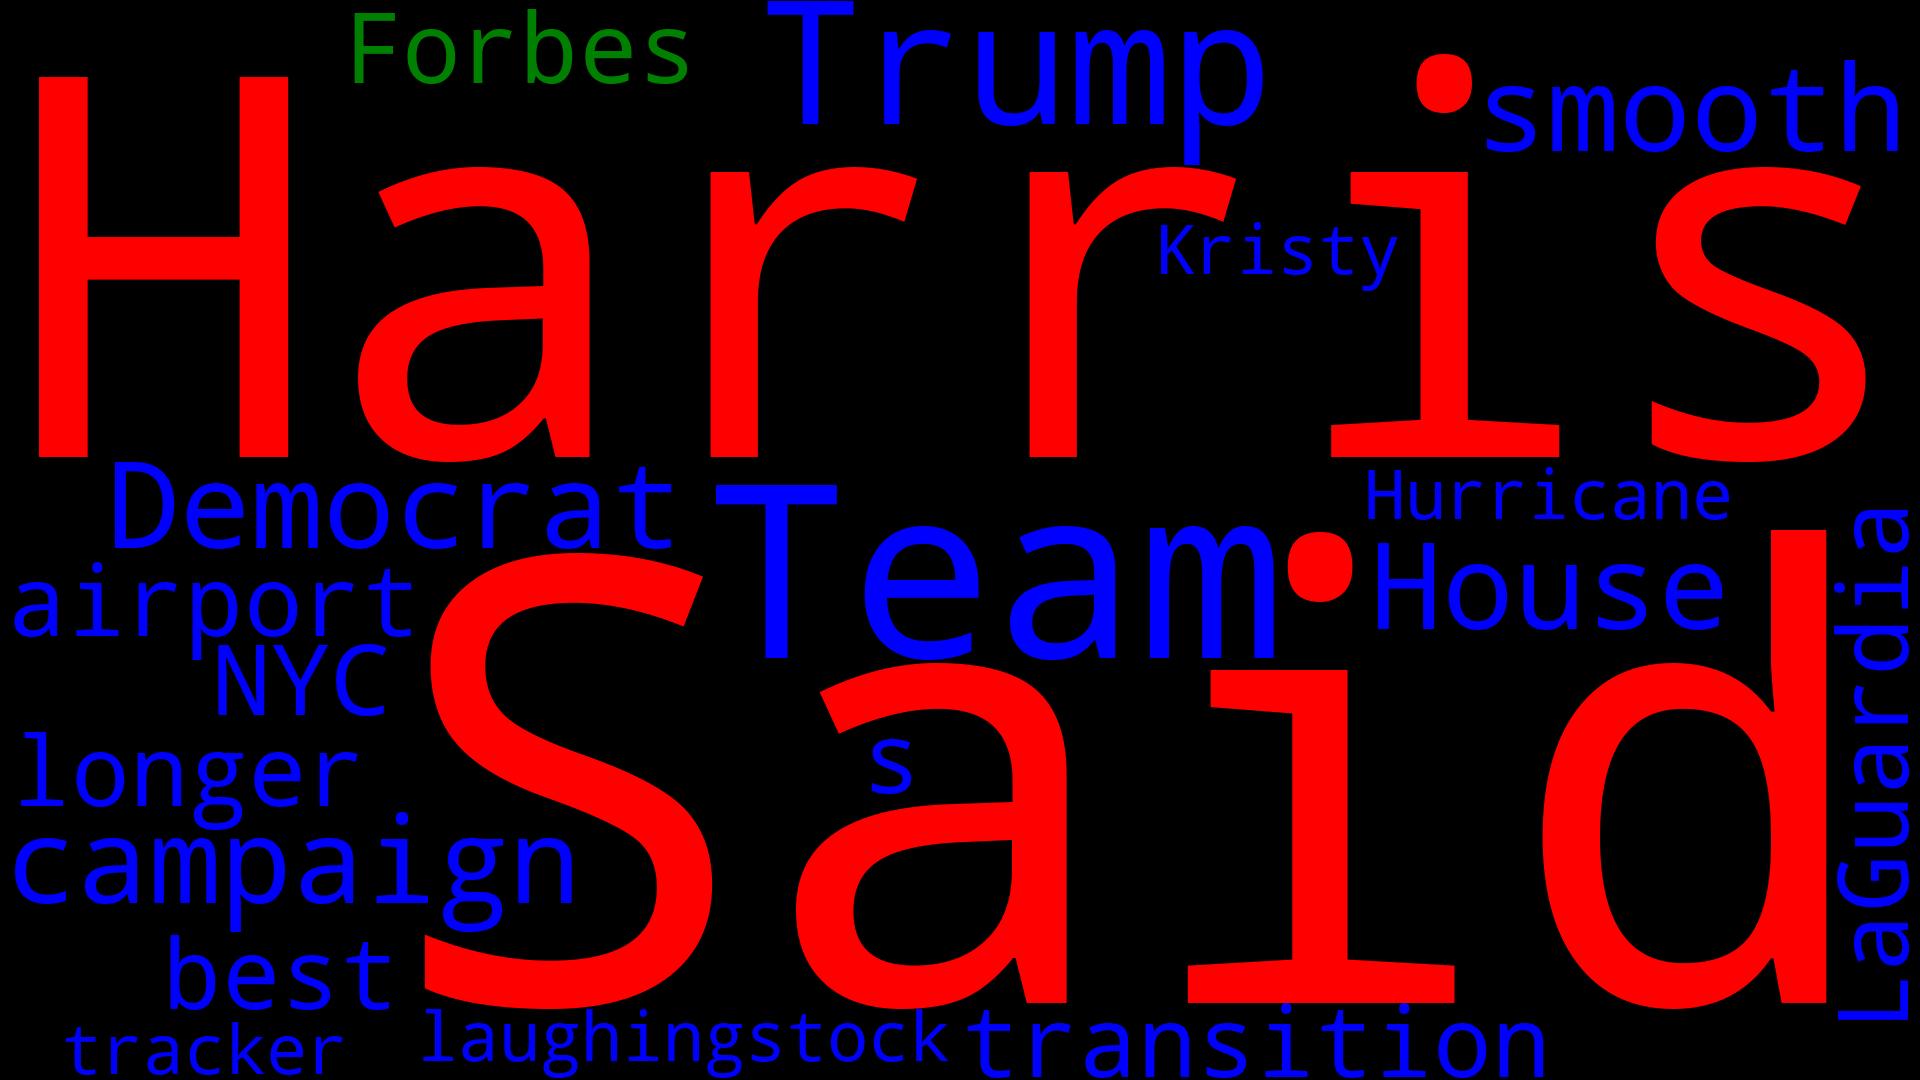 Forbes
Trump
smooth
Harris
Kristy
Democrat
Team
Hurricane
House
airport
NYC
Said
s
LaGuardia
longer
campaign
best
tracker
laughingstock
transition